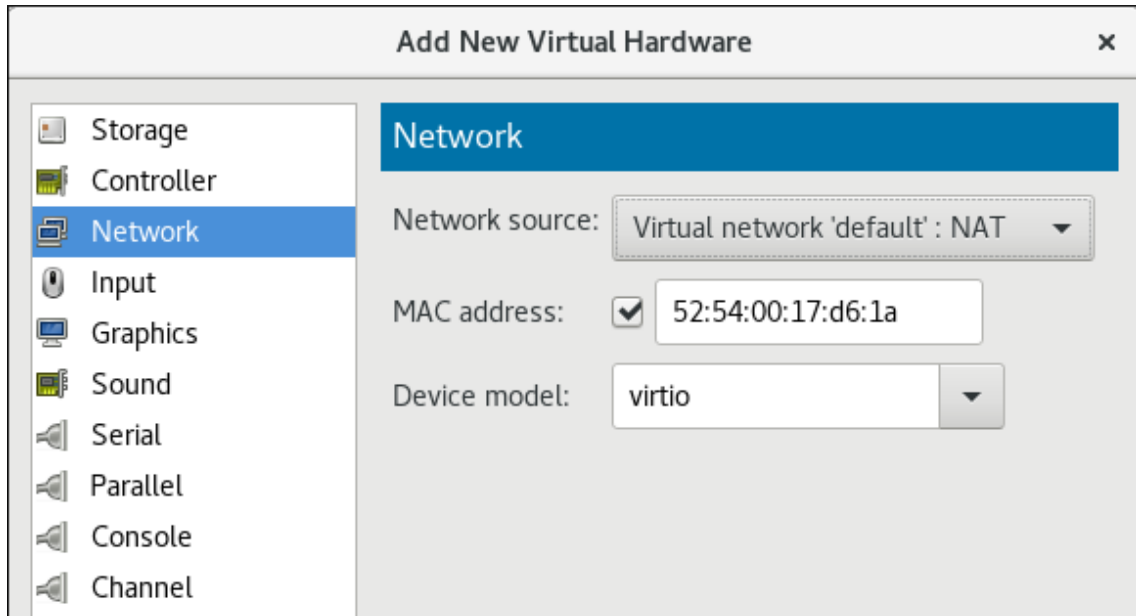 Add New Virtual Hardware
Storage
Controller
Network
Input
Graphics
Sound
Serial
Parallel
Console
Channel
Network
Network source: Virtual network 'default' : NAT
MAC address: 52:54:00:17:d6:1a
Device model: virtio